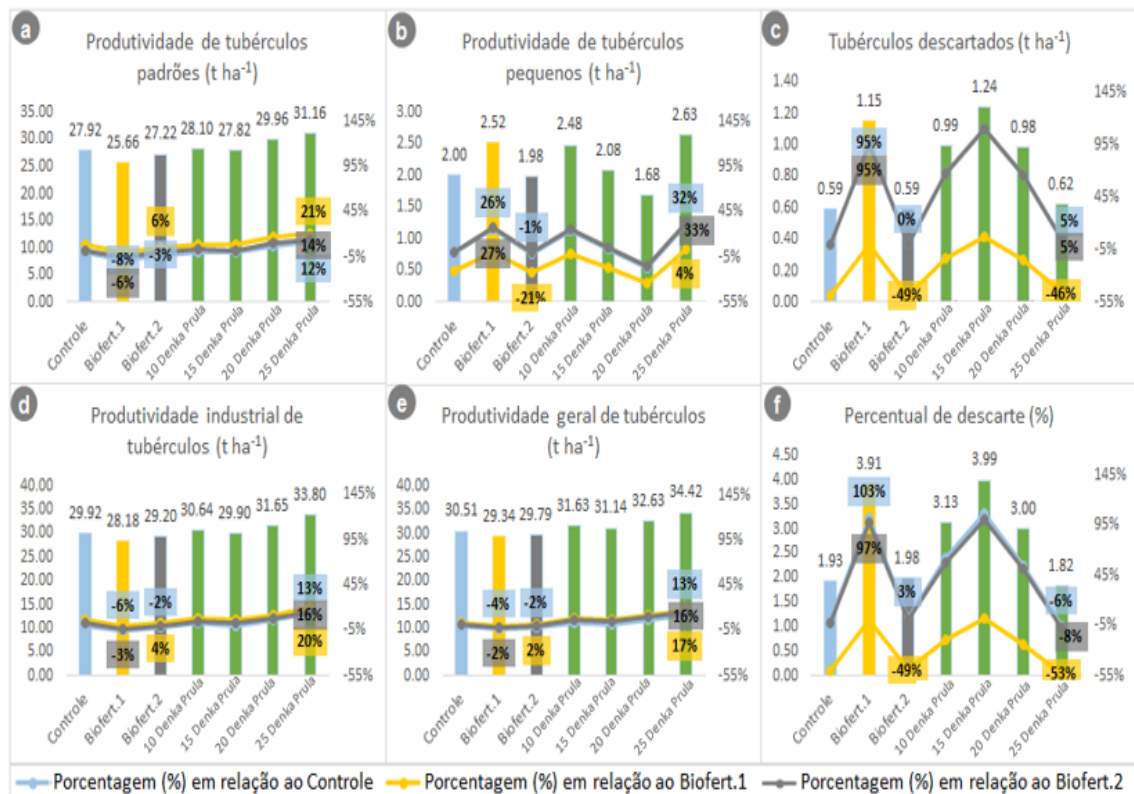 a
Produtividade de tubérculos
padrões (t ha⁻¹)
35.00
30.00
25.00
20.00
15.00
10.00
5.00
0.00
27.92
25.66
27.22
28.10
27.82
29.96
31.16
-8%
-6%
6%
-3%
21%
14%
12%
145%
95%
45%
-5%
-55%
Controle
Biofert.1
Biofert.2
10 Denka Prula
15 Denka Prula
20 Denka Prula
25 Denka Prula
b
Produtividade de tubérculos
pequenos (t ha⁻¹)
3.00
2.50
2.00
1.50
1.00
0.50
0.00
2.00
2.52
1.98
2.48
2.08
1.68
2.63
26%
27%
-1%
-21%
32%
33%
4%
145%
95%
45%
-5%
-55%
Controle
Biofert.1
Biofert.2
10 Denka Prula
15 Denka Prula
20 Denka Prula
25 Denka Prula
c
Tubérculos descartados (t ha⁻¹)
1.40
1.20
1.00
0.80
0.60
0.40
0.20
0.00
0.59
1.15
0.59
0.99
1.24
0.98
0.62
95%
95%
0%
-49%
5%
5%
-46%
145%
95%
45%
-5%
-55%
Controle
Biofert.1
Biofert.2
10 Denka Prula
15 Denka Prula
20 Denka Prula
25 Denka Prula
d
Produtividade industrial de
tubérculos (t ha⁻¹)
40.00
35.00
30.00
25.00
20.00
15.00
10.00
5.00
0.00
29.92
28.18
29.20
30.64
29.90
31.65
33.80
-6%
-3%
-2%
4%
13%
16%
20%
145%
95%
45%
-5%
-55%
Controle
Biofert.1
Biofert.2
10 Denka Prula
15 Denka Prula
20 Denka Prula
25 Denka Prula
e
Produtividade geral de tubérculos
(t ha⁻¹)
40.00
35.00
30.00
25.00
20.00
15.00
10.00
5.00
0.00
30.51
29.34
29.79
31.63
31.14
32.63
34.42
-4%
-2%
-2%
2%
13%
16%
17%
145%
95%
45%
-5%
-55%
Controle
Biofert.1
Biofert.2
10 Denka Prula
15 Denka Prula
20 Denka Prula
25 Denka Prula
f
Percentual de descarte (%)
4.50
4.00
3.50
3.00
2.50
2.00
1.50
1.00
0.50
0.00
1.93
3.91
1.98
3.13
3.99
3.00
1.82
103%
97%
3%
-49%
-6%
-8%
-53%
145%
95%
45%
-5%
-55%
Controle
Biofert.1
Biofert.2
10 Denka Prula
15 Denka Prula
20 Denka Prula
25 Denka Prula
Porcentagem (%) em relação ao Controle
Porcentagem (%) em relação ao Biofert.1
Porcentagem (%) em relação ao Biofert.2